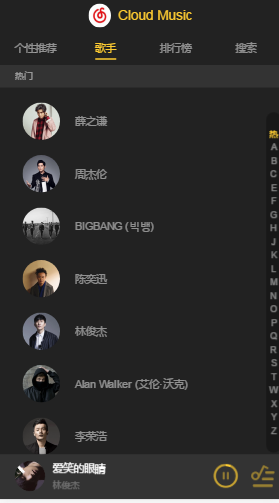 Cloud Music
个性推荐 歌手 排行榜 搜索
热门
薛之谦
周杰伦
BIGBANG (빅뱅)
陈奕迅
林俊杰
Alan Walker (艾伦·沃克)
李荣浩
热
A
B
C
E
F
G
H
J
K
L
M
N
O
P
Q
R
S
T
W
X
Y
Z
爱笑的眼睛
林俊杰